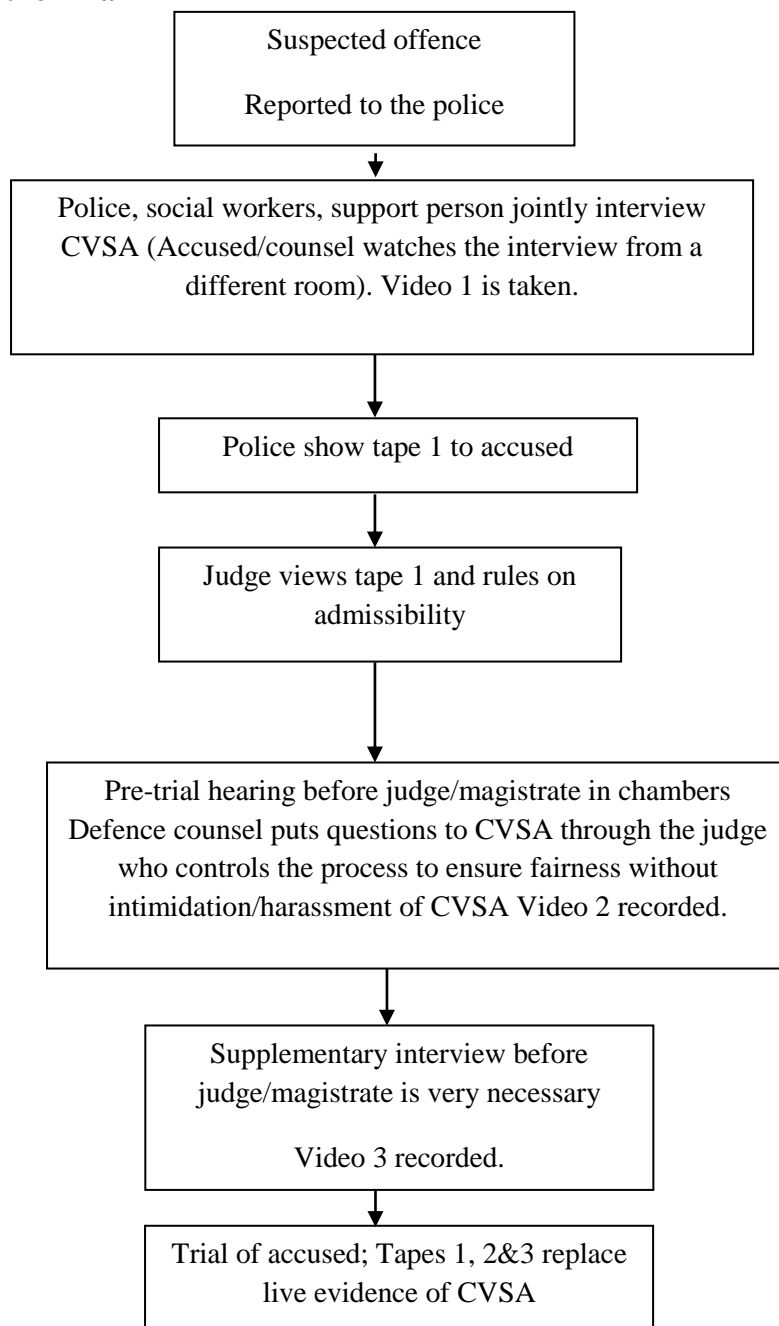 Suspected offence
Reported to the police
Police, social workers, support person jointly interview
CVSA (Accused/counsel watches the interview from a
different room). Video 1 is taken.
Police show tape 1 to accused
Judge views tape 1 and rules on
admissibility
Pre-trial hearing before judge/magistrate in chambers
Defence counsel puts questions to CVSA through the judge
who controls the process to ensure fairness without
intimidation/harassment of CVSA Video 2 recorded.
Supplementary interview before
judge/magistrate is very necessary
Video 3 recorded.
Trial of accused; Tapes 1, 2&3 replace
live evidence of CVSA